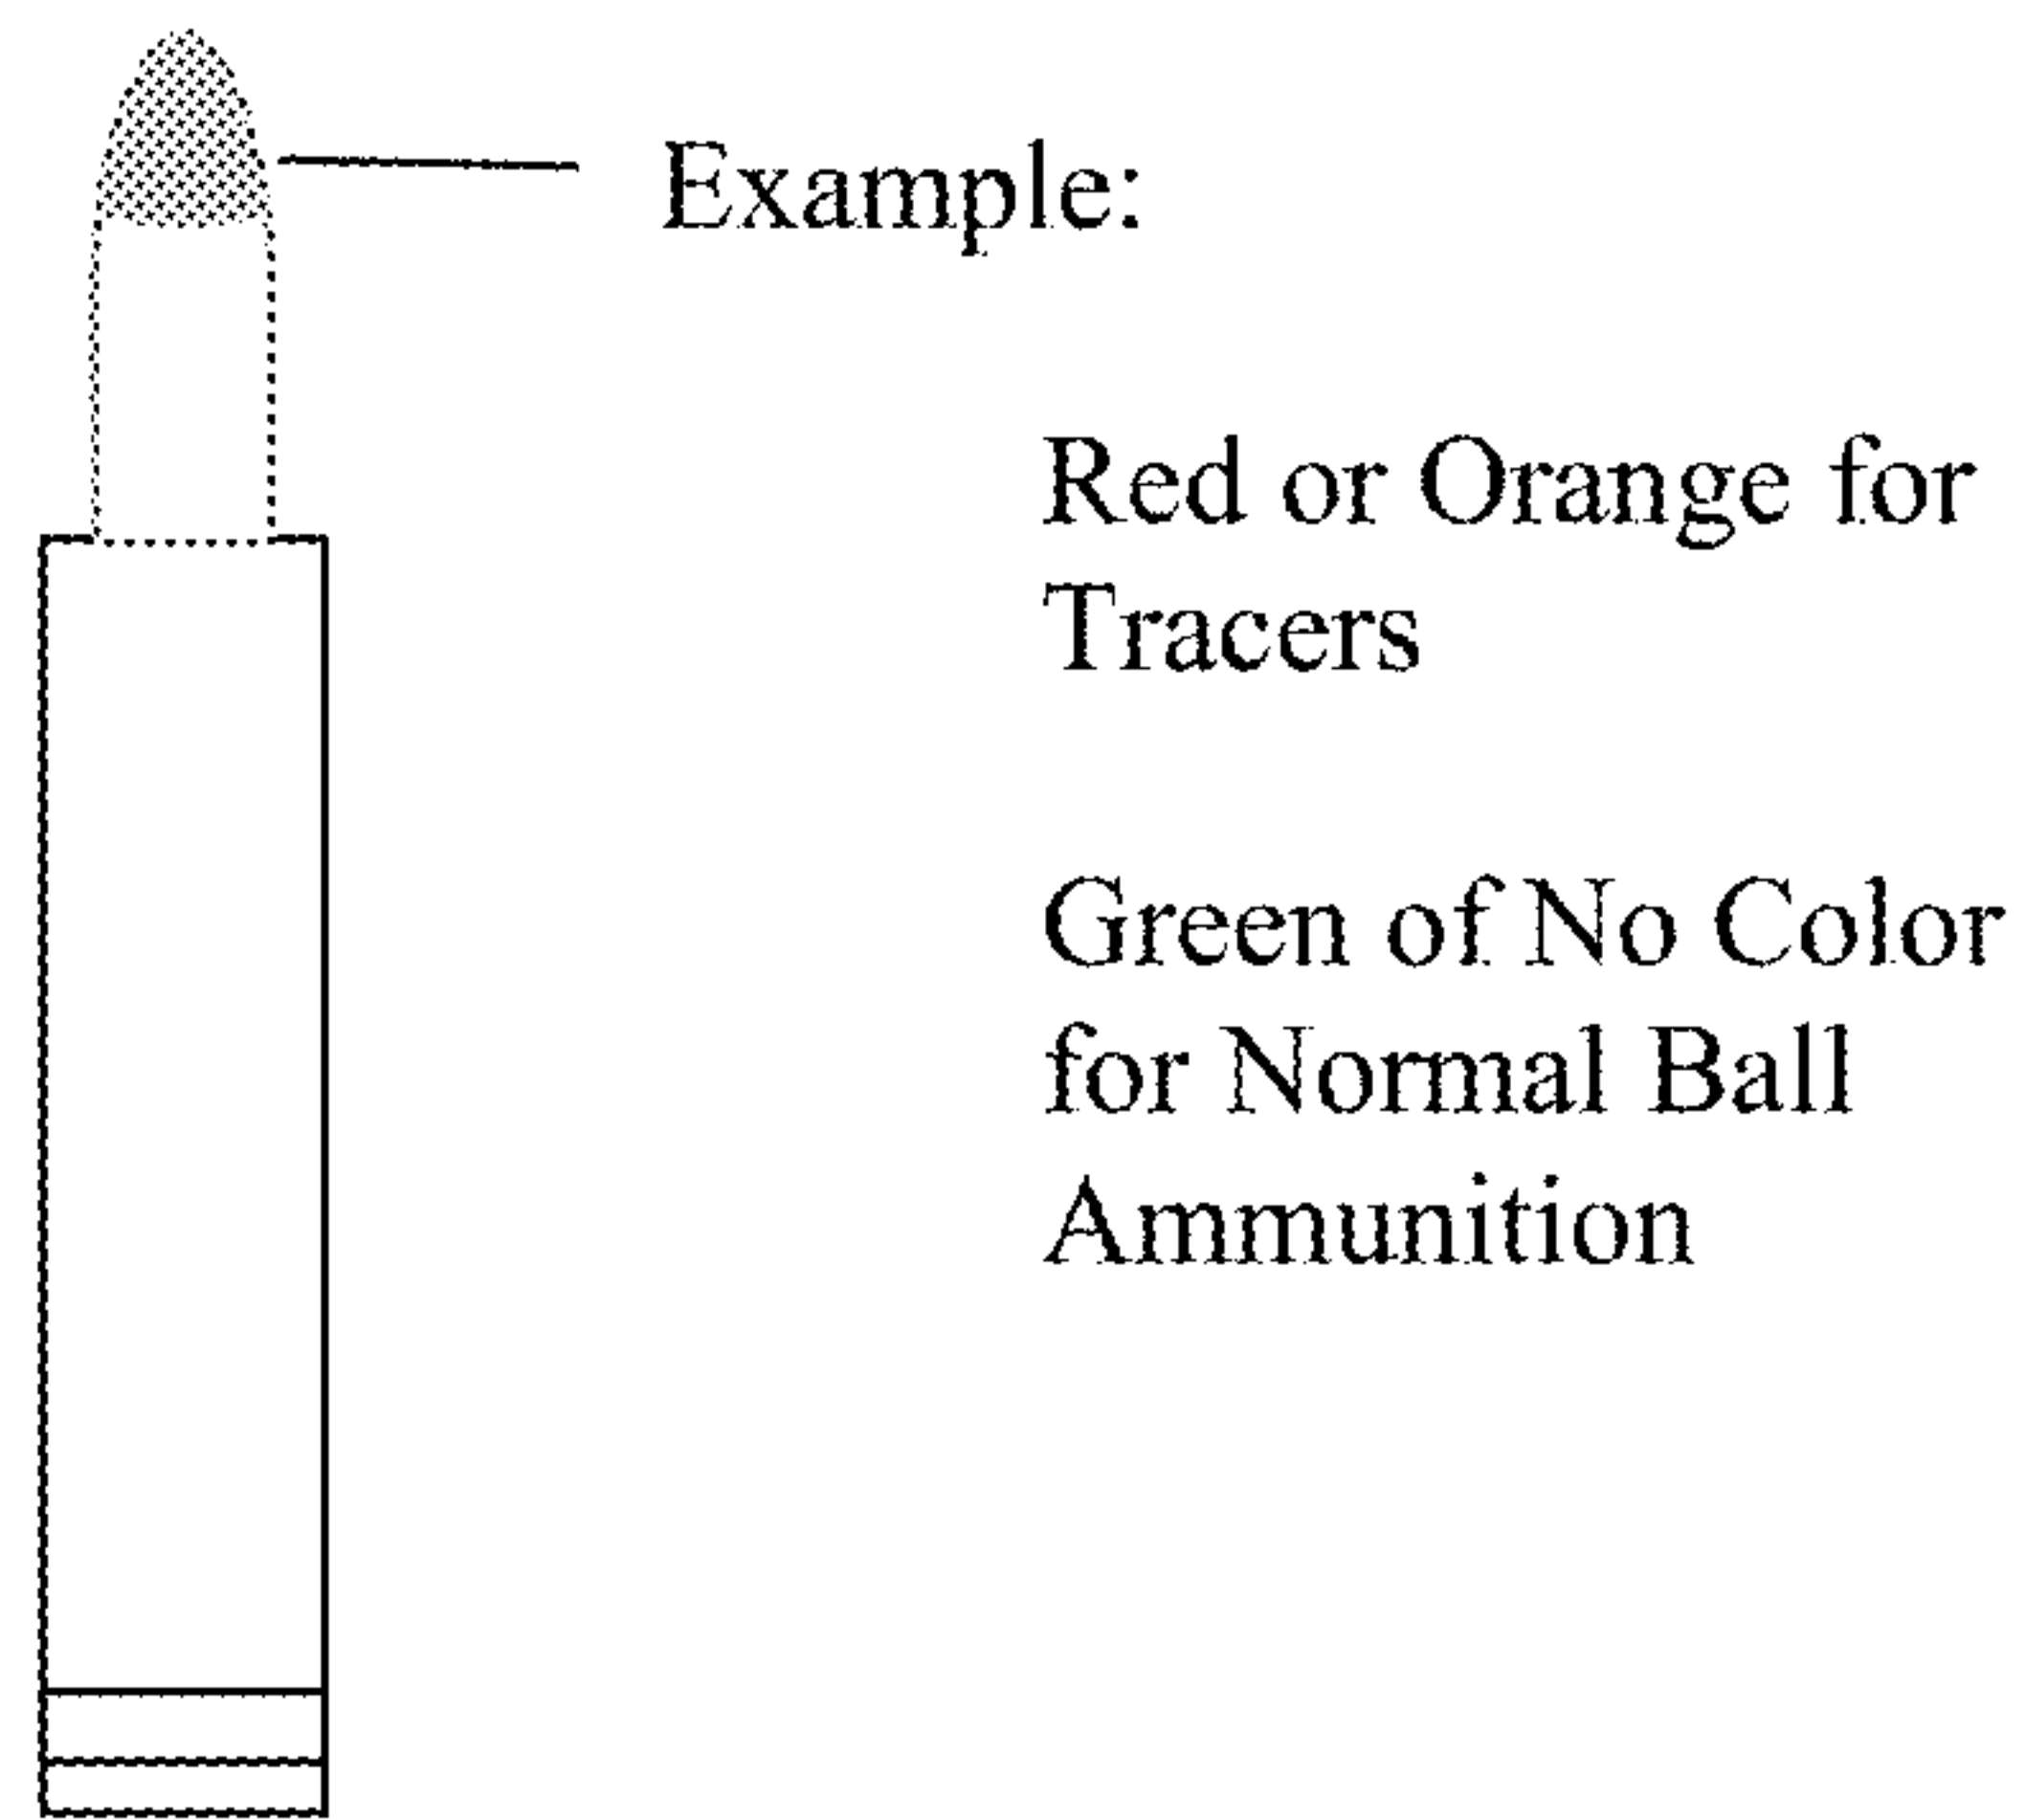 Example:
Red or Orange for
Tracers
Green of No Color
for Normal Ball
Ammunition